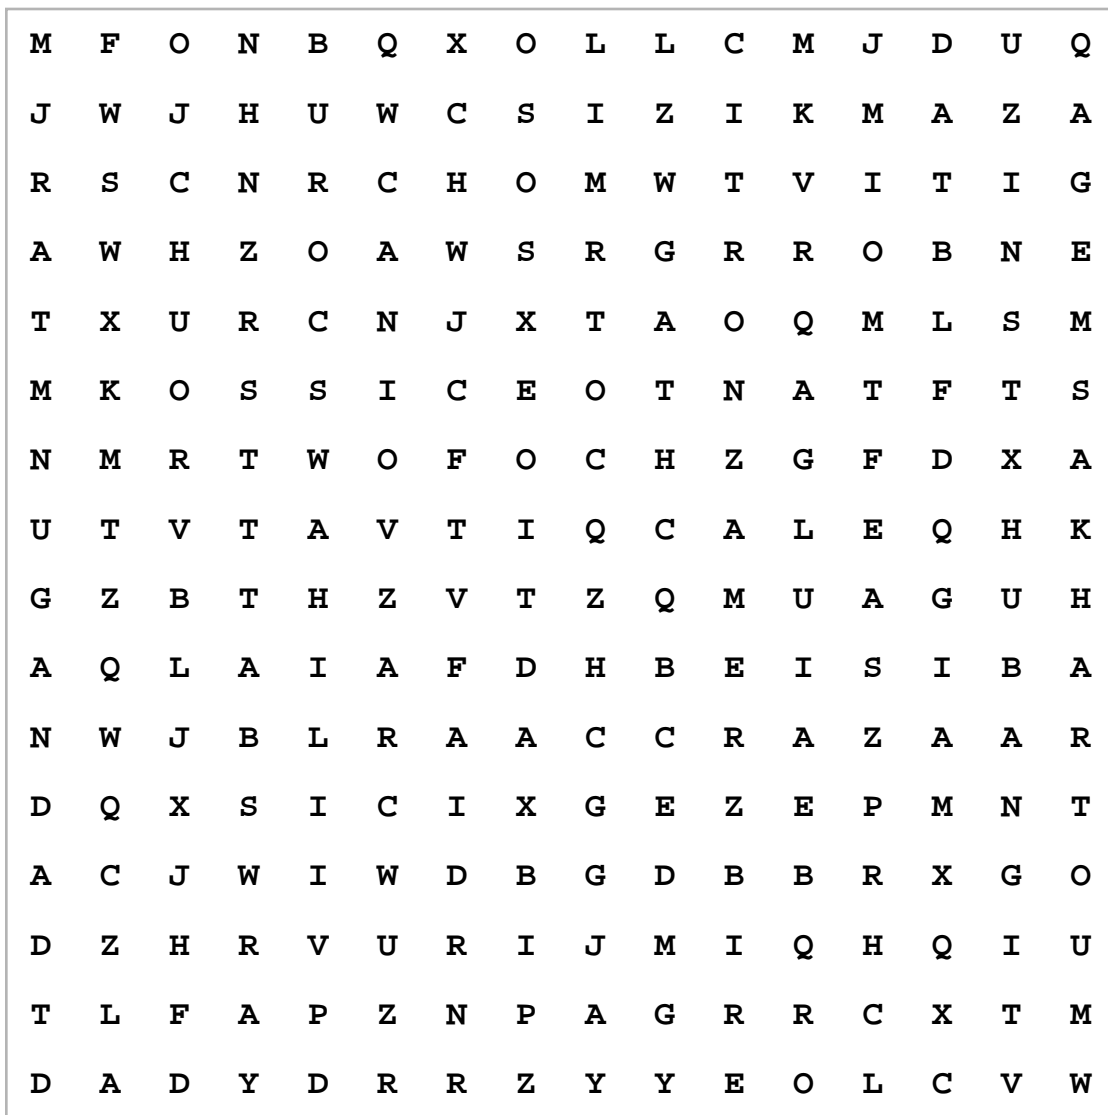 M F O N B Q X O L L C M J D U Q
J W J H U W C S I Z I K M A Z A
R S C N R C H O M W T V I T I G
A W H Z O A W S R G R R O B N E
T X U R C N J X T A O Q M L S M
M K O S S I C E O T N A T F T S
N M R T W O F O C H Z G F D X A
U T V T A V T I Q C A L E Q H K
G Z B T H Z V T Z Q M U A G U H
A Q L A I A F D H B E I S I B A
N W J B L R A A C C R A Z A A R
D Q X S I C I X G E Z E P M N T
A C J W I W D B G D B B R X G O
D Z H R V U R I J M I Q H Q I U
T L F A P Z N P A G R R C X T M
D A D Y D R R Z Y Y E O L C V W